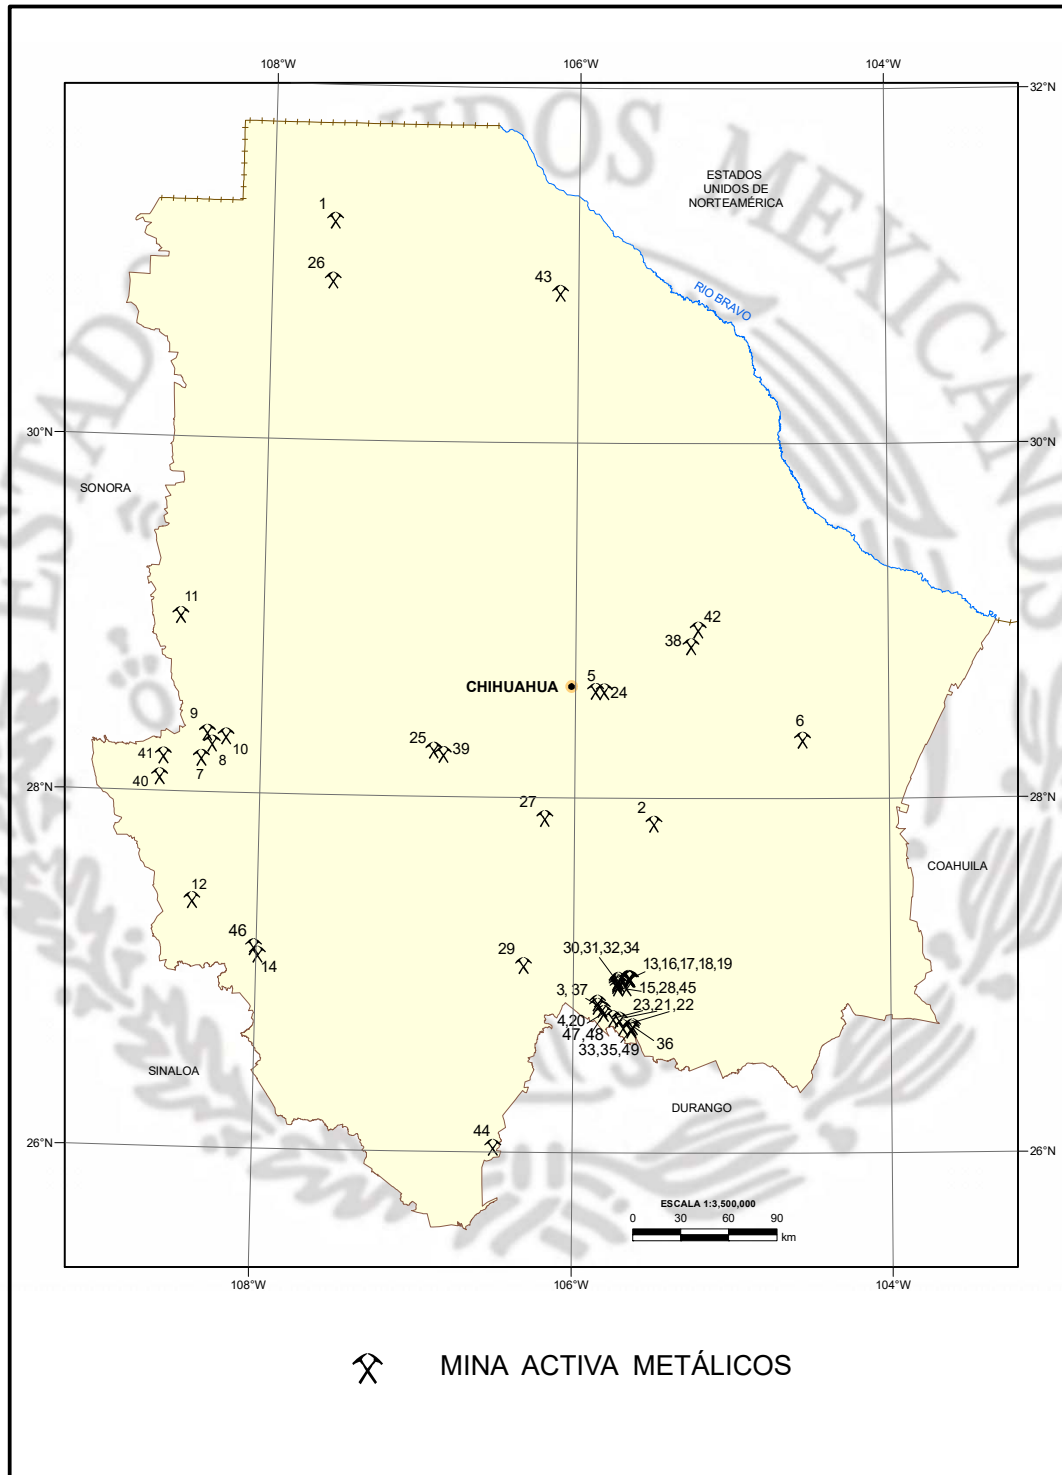 108°W 106°W 104°W
32°N
ESTADOS UNIDOS MEXICANOS
ESTADOS
UNIDOS DE
NORTEAMÉRICA
1
26
43
RIO BRAVO
30°N 30°N
SONORA
11
42
38
CHIHUAHUA
5
24
9
10
8
7
41
40
25
39
6
28°N 28°N
27
2
COAHUILA
12
46
14
29
30,31,32,34
13,16,17,18,19
15,28,45
3, 37
23,21,22
4,20
47,48
33,35,49
36
SINALOA
DURANGO
44
26°N 26°N
ESCALA 1:3,500,000
0 30 60 90
km
108°W 106°W 104°W
MINA ACTIVA METÁLICOS